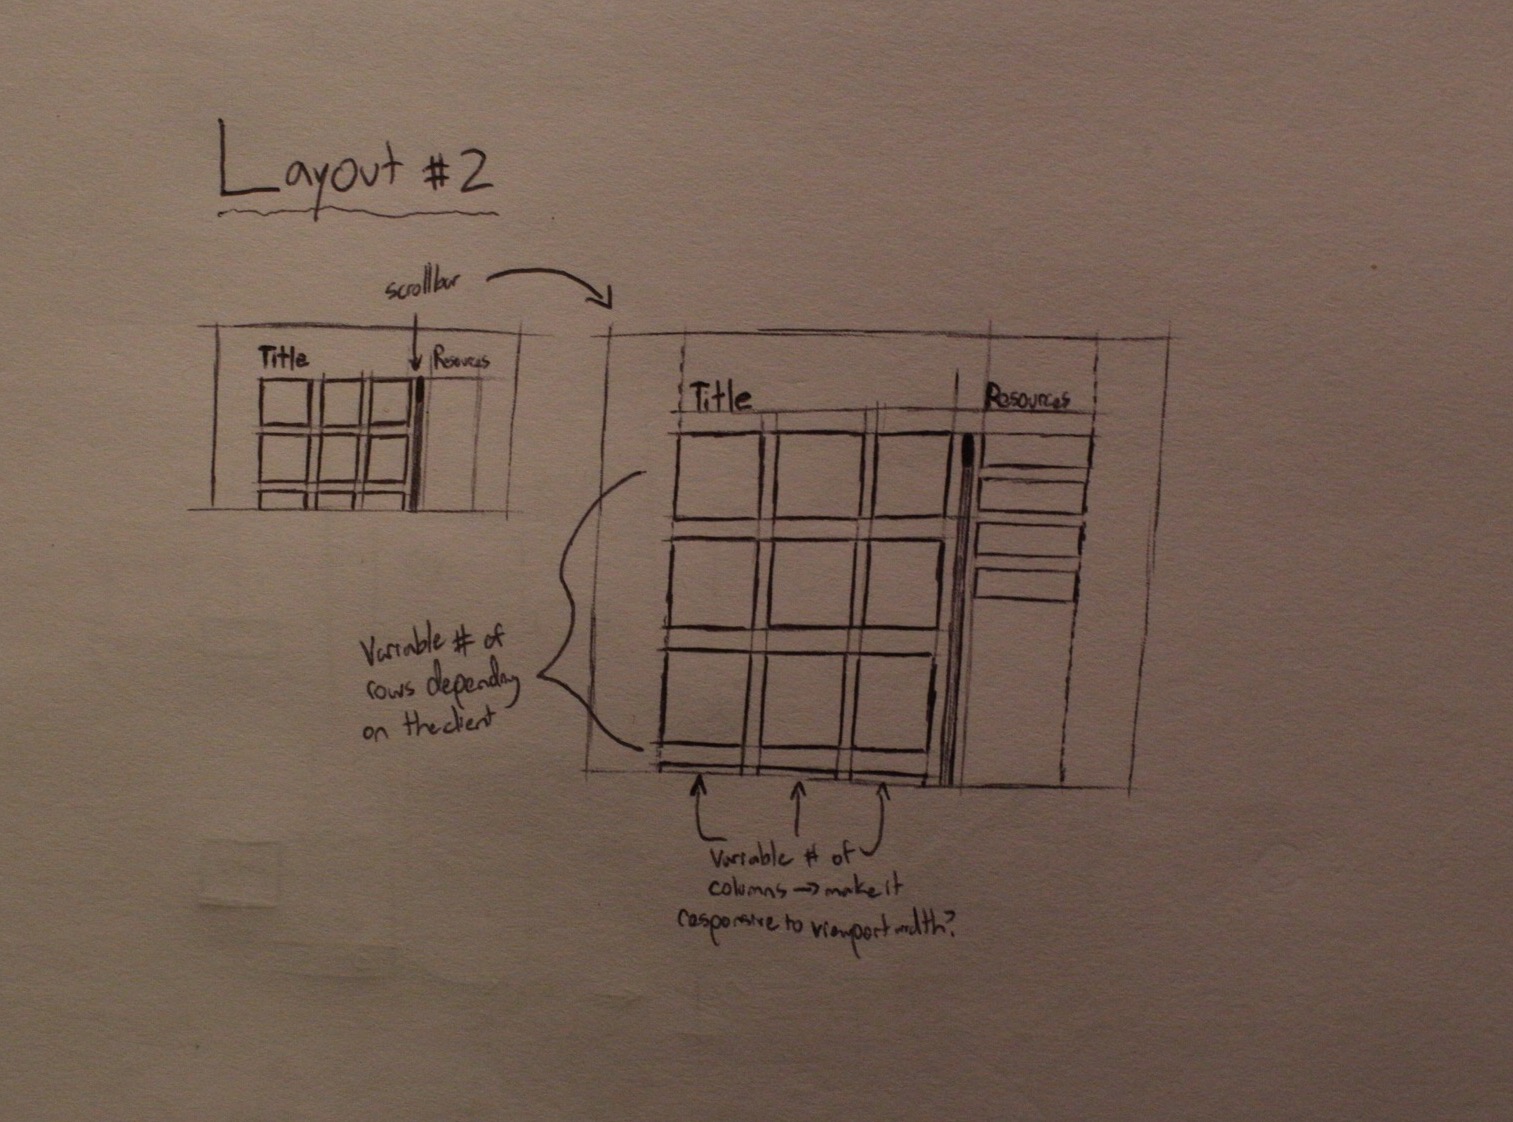 Layout #2
scrollbar
Title
Resources
Title
Resources
Variable # of
rows depending
on the client
Variable # of
columns → make it
responsive to viewport width?